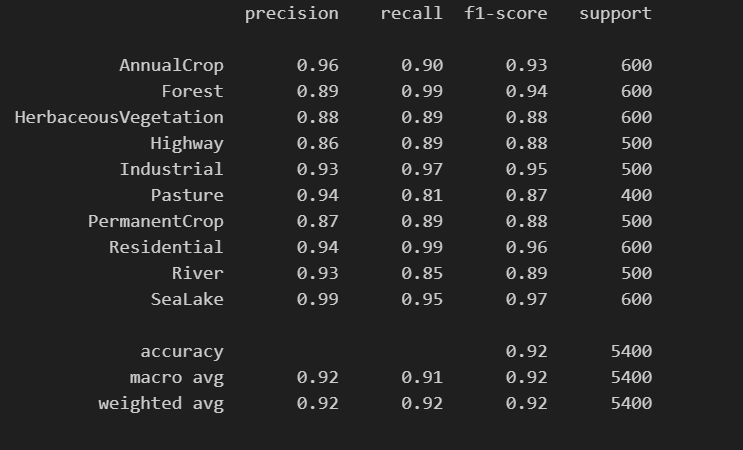 precision recall f1-score support
AnnualCrop 0.96 0.90 0.93 600
Forest 0.89 0.99 0.94 600
HerbaceousVegetation 0.88 0.89 0.88 600
Highway 0.86 0.89 0.88 500
Industrial 0.93 0.97 0.95 500
Pasture 0.94 0.81 0.87 400
PermanentCrop 0.87 0.89 0.88 500
Residential 0.94 0.99 0.96 600
River 0.93 0.85 0.89 500
SeaLake 0.99 0.95 0.97 600
accuracy 0.92 5400
macro avg 0.92 0.91 0.92 5400
weighted avg 0.92 0.92 0.92 5400